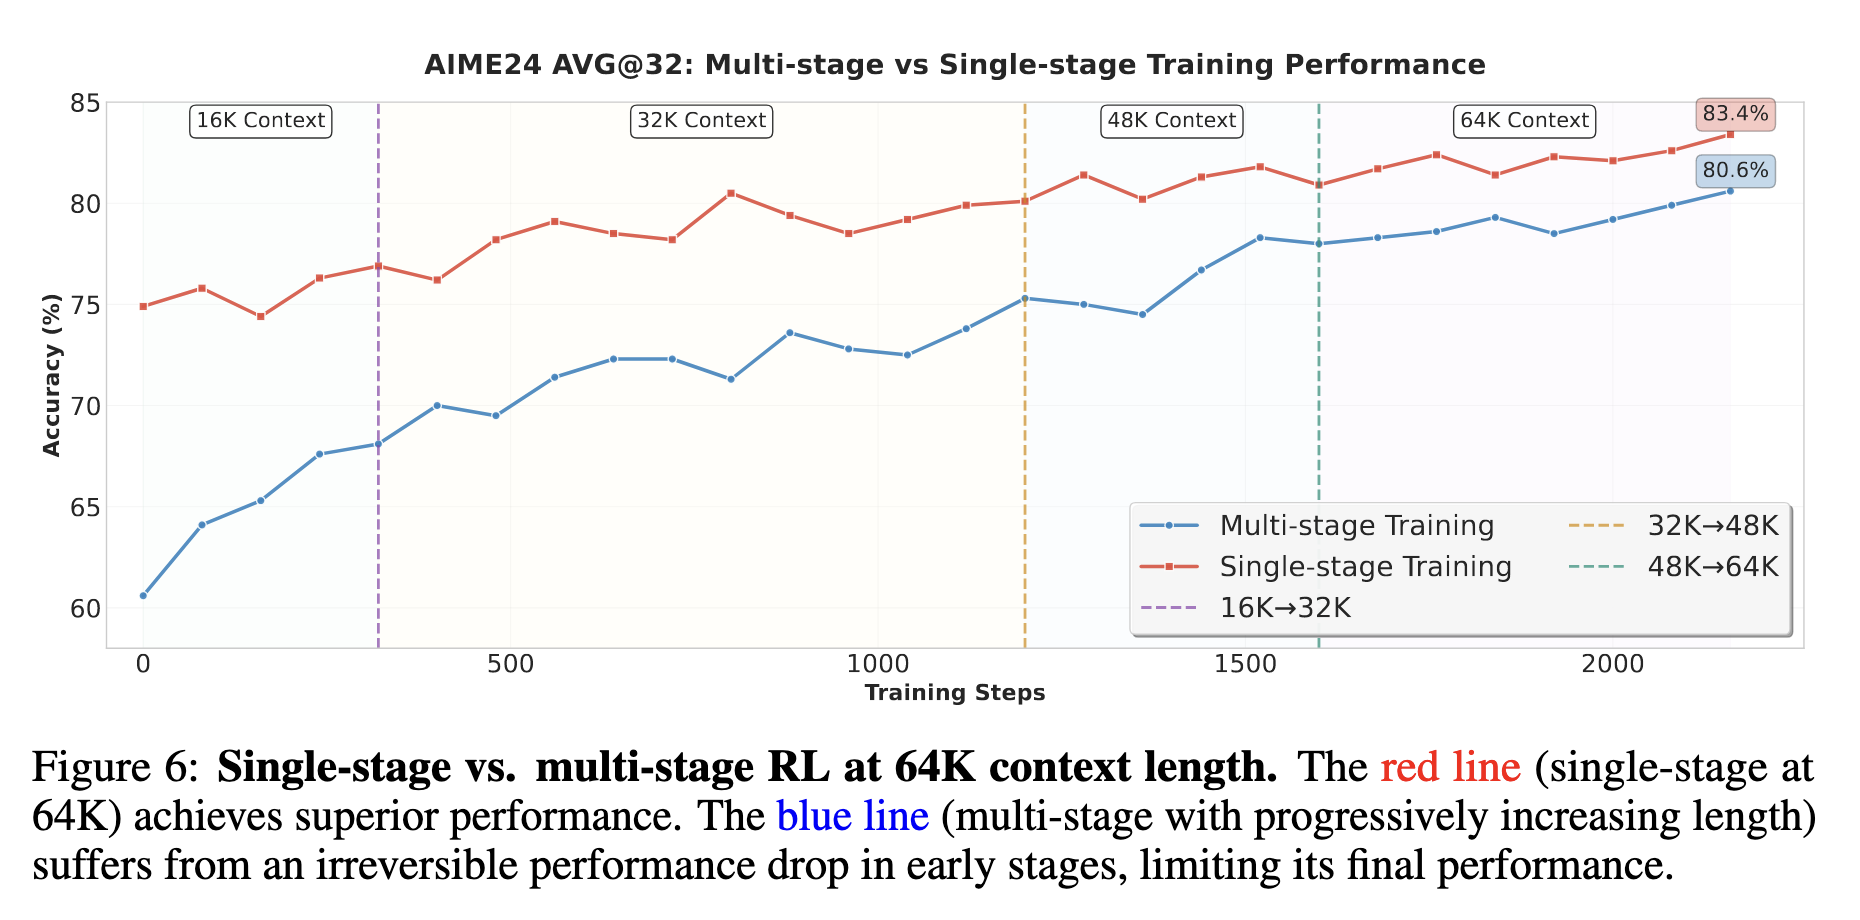 AIME24 AVG@32: Multi-stage vs Single-stage Training Performance
85
80
75
70
65
60
Accuracy (%)
16K Context
32K Context
48K Context
64K Context
83.4%
80.6%
Multi-stage Training
Single-stage Training
16K→32K
32K→48K
48K→64K
0
500
1000
1500
2000
Training Steps
Figure 6: Single-stage vs. multi-stage RL at 64K context length. The red line (single-stage at
64K) achieves superior performance. The blue line (multi-stage with progressively increasing length)
suffers from an irreversible performance drop in early stages, limiting its final performance.